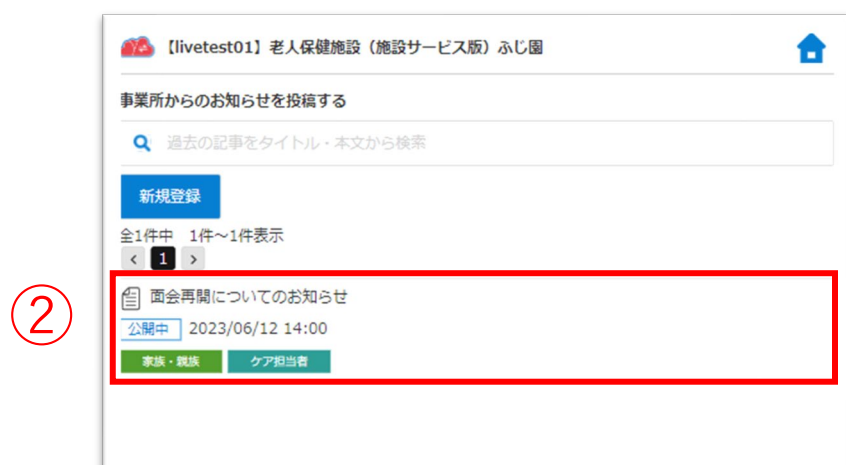 【livetest01】老人保健施設（施設サービス版）ふじ園
事業所からのお知らせを投稿する
過去の記事をタイトル・本文から検索
新規登録
全1件中 1件～1件表示
< 1 >
② 面会再開についてのお知らせ
公開中 2023/06/12 14:00
家族・親族 ケア担当者